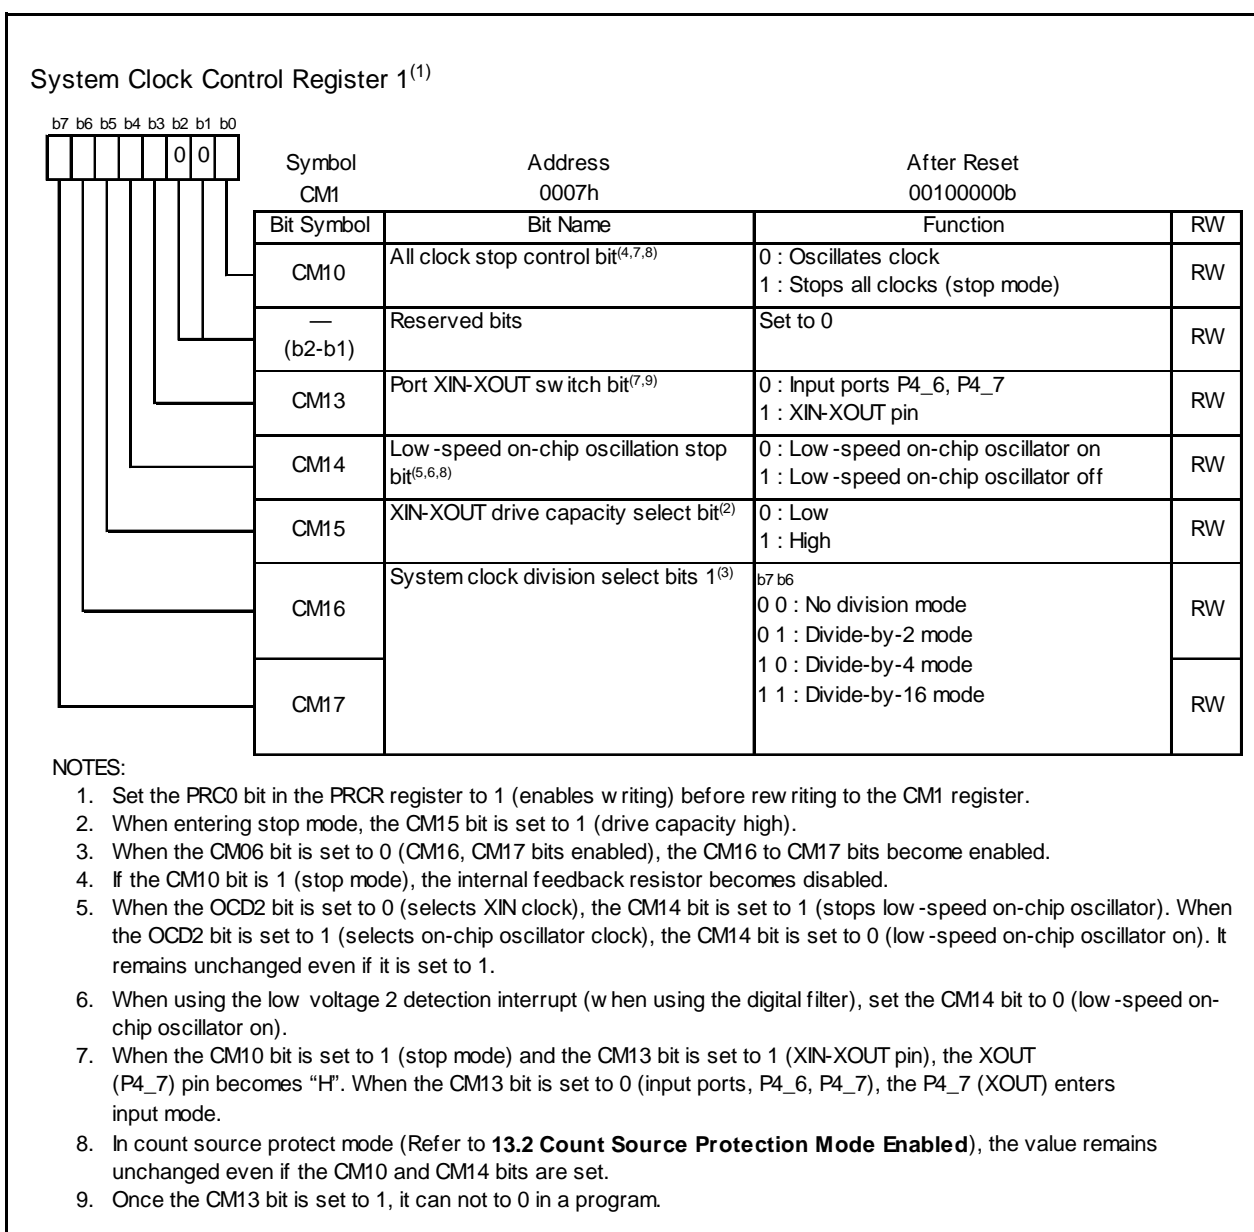 System Clock Control Register 1(1)
b7 b6 b5 b4 b3 b2 b1 b0
0 0
Symbol Address After Reset
CM1 0007h 00100000b
Bit Symbol Bit Name Function RW
CM10 All clock stop control bit(4,7,8) 0 : Oscillates clock RW
1 : Stops all clocks (stop mode)
— Reserved bits Set to 0 RW
(b2-b1)
CM13 Port XIN-XOUT switch bit(7,9) 0 : Input ports P4_6, P4_7 RW
1 : XIN-XOUT pin
CM14 Low-speed on-chip oscillation stop 0 : Low-speed on-chip oscillator on RW
bit(5,6,8) 1 : Low-speed on-chip oscillator off
CM15 XIN-XOUT drive capacity select bit(2) 0 : Low RW
1 : High
System clock division select bits 1(3) b7 b6
CM16 0 0 : No division mode RW
0 1 : Divide-by-2 mode
1 0 : Divide-by-4 mode
CM17 1 1 : Divide-by-16 mode RW
NOTES:
1. Set the PRC0 bit in the PRCR register to 1 (enables writing) before rewriting to the CM1 register.
2. When entering stop mode, the CM15 bit is set to 1 (drive capacity high).
3. When the CM06 bit is set to 0 (CM16, CM17 bits enabled), the CM16 to CM17 bits become enabled.
4. If the CM10 bit is 1 (stop mode), the internal feedback resistor becomes disabled.
5. When the OCD2 bit is set to 0 (selects XIN clock), the CM14 bit is set to 1 (stops low-speed on-chip oscillator). When
the OCD2 bit is set to 1 (selects on-chip oscillator clock), the CM14 bit is set to 0 (low-speed on-chip oscillator on). It
remains unchanged even if it is set to 1.
6. When using the low voltage 2 detection interrupt (when using the digital filter), set the CM14 bit to 0 (low-speed on-
chip oscillator on).
7. When the CM10 bit is set to 1 (stop mode) and the CM13 bit is set to 1 (XIN-XOUT pin), the XOUT
(P4_7) pin becomes “H”. When the CM13 bit is set to 0 (input ports, P4_6, P4_7), the P4_7 (XOUT) enters
input mode.
8. In count source protect mode (Refer to 13.2 Count Source Protection Mode Enabled), the value remains
unchanged even if the CM10 and CM14 bits are set.
9. Once the CM13 bit is set to 1, it can not to 0 in a program.